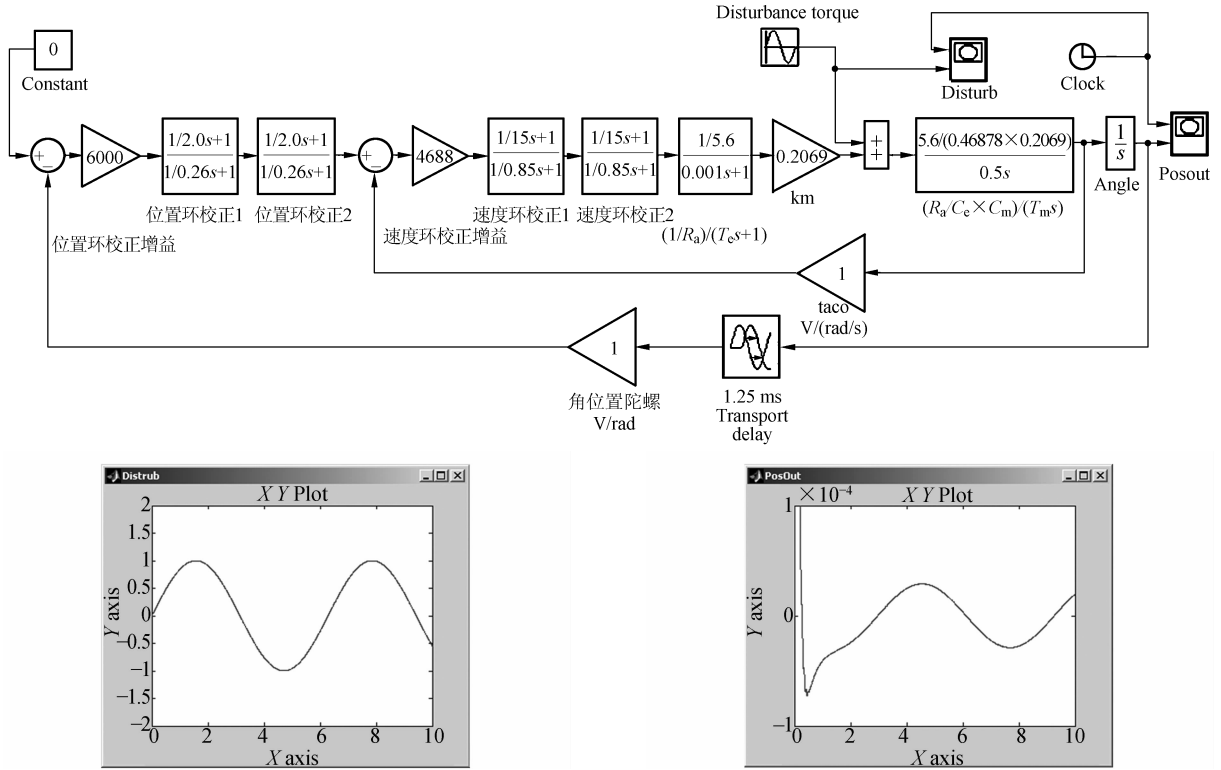 Disturbance torque
0
Constant
Disturb
Clock
+
−
6000
1/2.0s+1
1/0.26s+1
1/2.0s+1
1/0.26s+1
+
−
4688
1/15s+1
1/0.85s+1
1/15s+1
1/0.85s+1
1/5.6
0.001s+1
0.2069
km
+
+
5.6/(0.46878×0.2069)
0.5s
1
s
Angle
Posout
位置环校正1
位置环校正2
速度环校正1
速度环校正2
(1/Ra)/(Tes+1)
(Ra/Ce×Cm)/(Tms)
位置环校正增益
速度环校正增益
1
taco
V/(rad/s)
1
角位置陀螺
V/rad
1.25 ms
Transport
delay
Distrub
X Y Plot
2
1.5
1
0.5
0
−0.5
−1
−1.5
−2
Y axis
0 2 4 6 8 10
X axis
PosOut
×10⁻⁴
X Y Plot
1
0
−1
Y axis
0 2 4 6 8 10
X axis